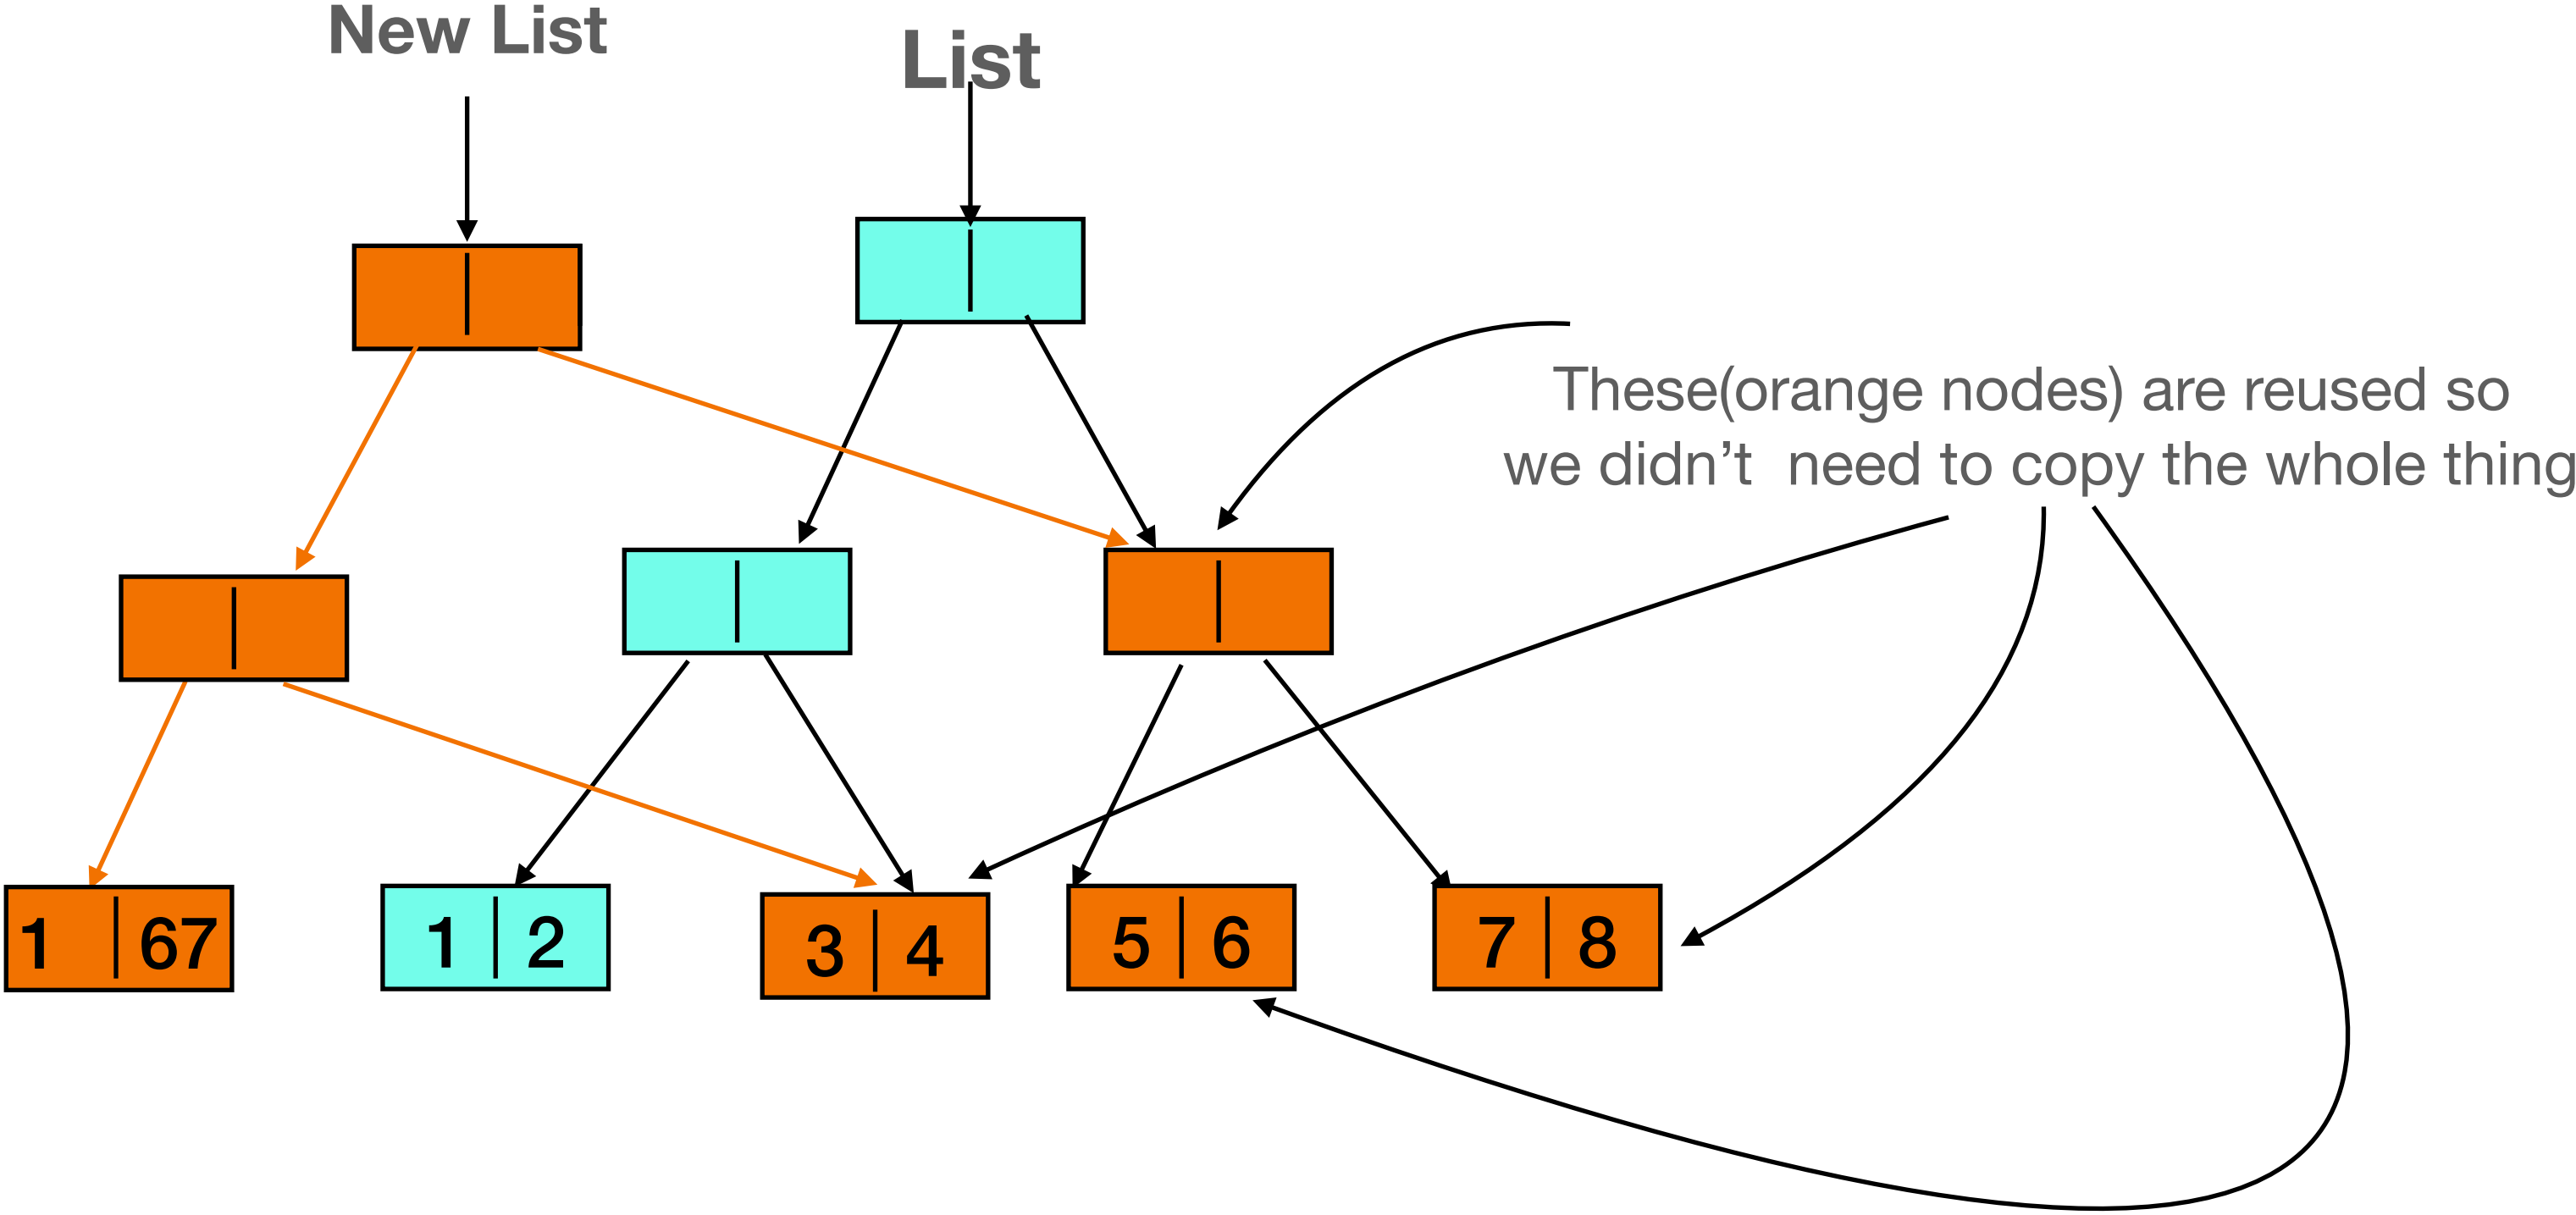 New List
List
These(orange nodes) are reused so
we didn’t  need to copy the whole thing
1 67
1 2
3 4
5 6
7 8